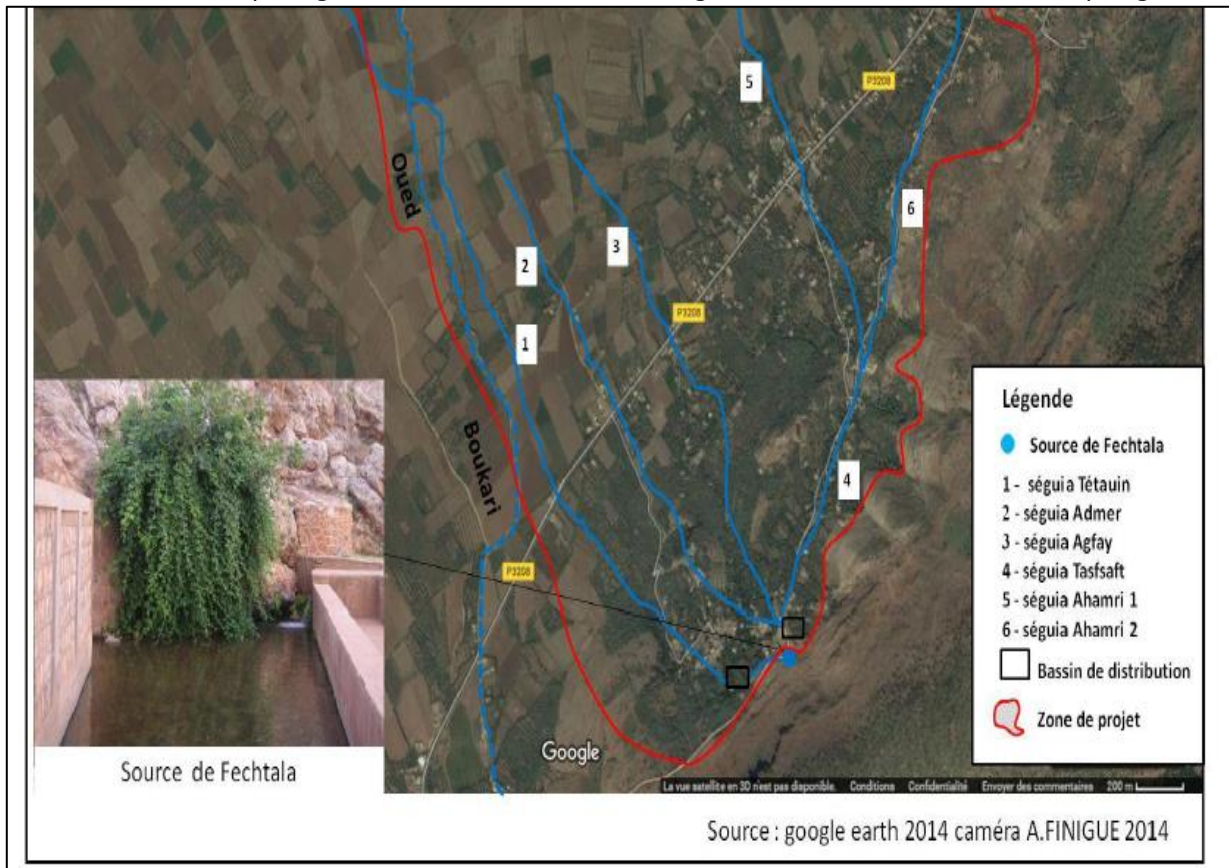 P3208
5
6
Oued
3
2
P3208
1
Boukari
4
P3208
Légende
Source de Fechtala
1 - séguia Tétauin
2 - séguia Admer
3 - séguia Agfay
4 - séguia Tasfsaft
5 - séguia Ahamri 1
6 - séguia Ahamri 2
Bassin de distribution
Zone de projet
Google
La vue satellite en 3D n'est pas disponible. Conditions Confidentialité Envoyer des commentaires 200 m
Source de Fechtala
Source : google earth 2014 caméra A.FINIGUE 2014